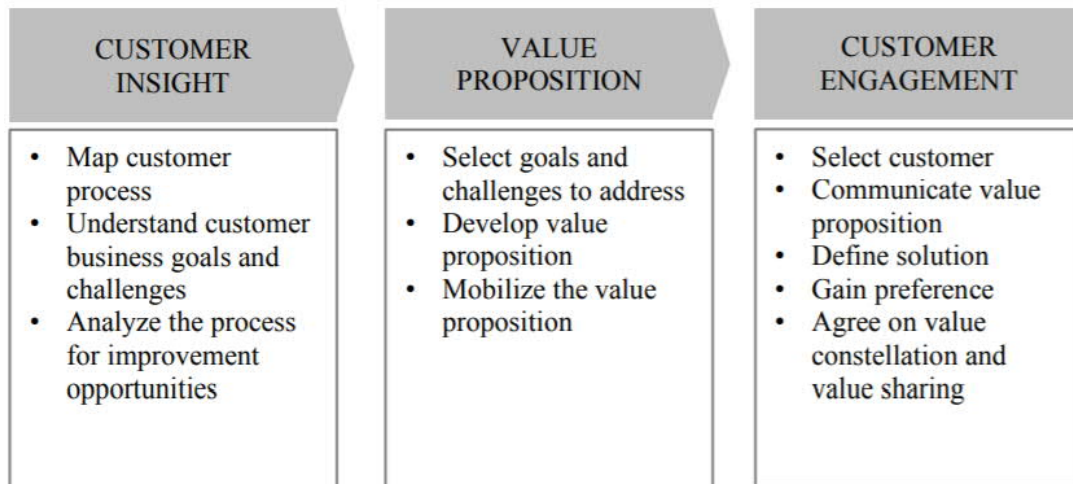 CUSTOMER
INSIGHT
• Map customer
process
• Understand customer
business goals and
challenges
• Analyze the process
for improvement
opportunities
VALUE
PROPOSITION
• Select goals and
challenges to address
• Develop value
proposition
• Mobilize the value
proposition
CUSTOMER
ENGAGEMENT
• Select customer
• Communicate value
proposition
• Define solution
• Gain preference
• Agree on value
constellation and
value sharing